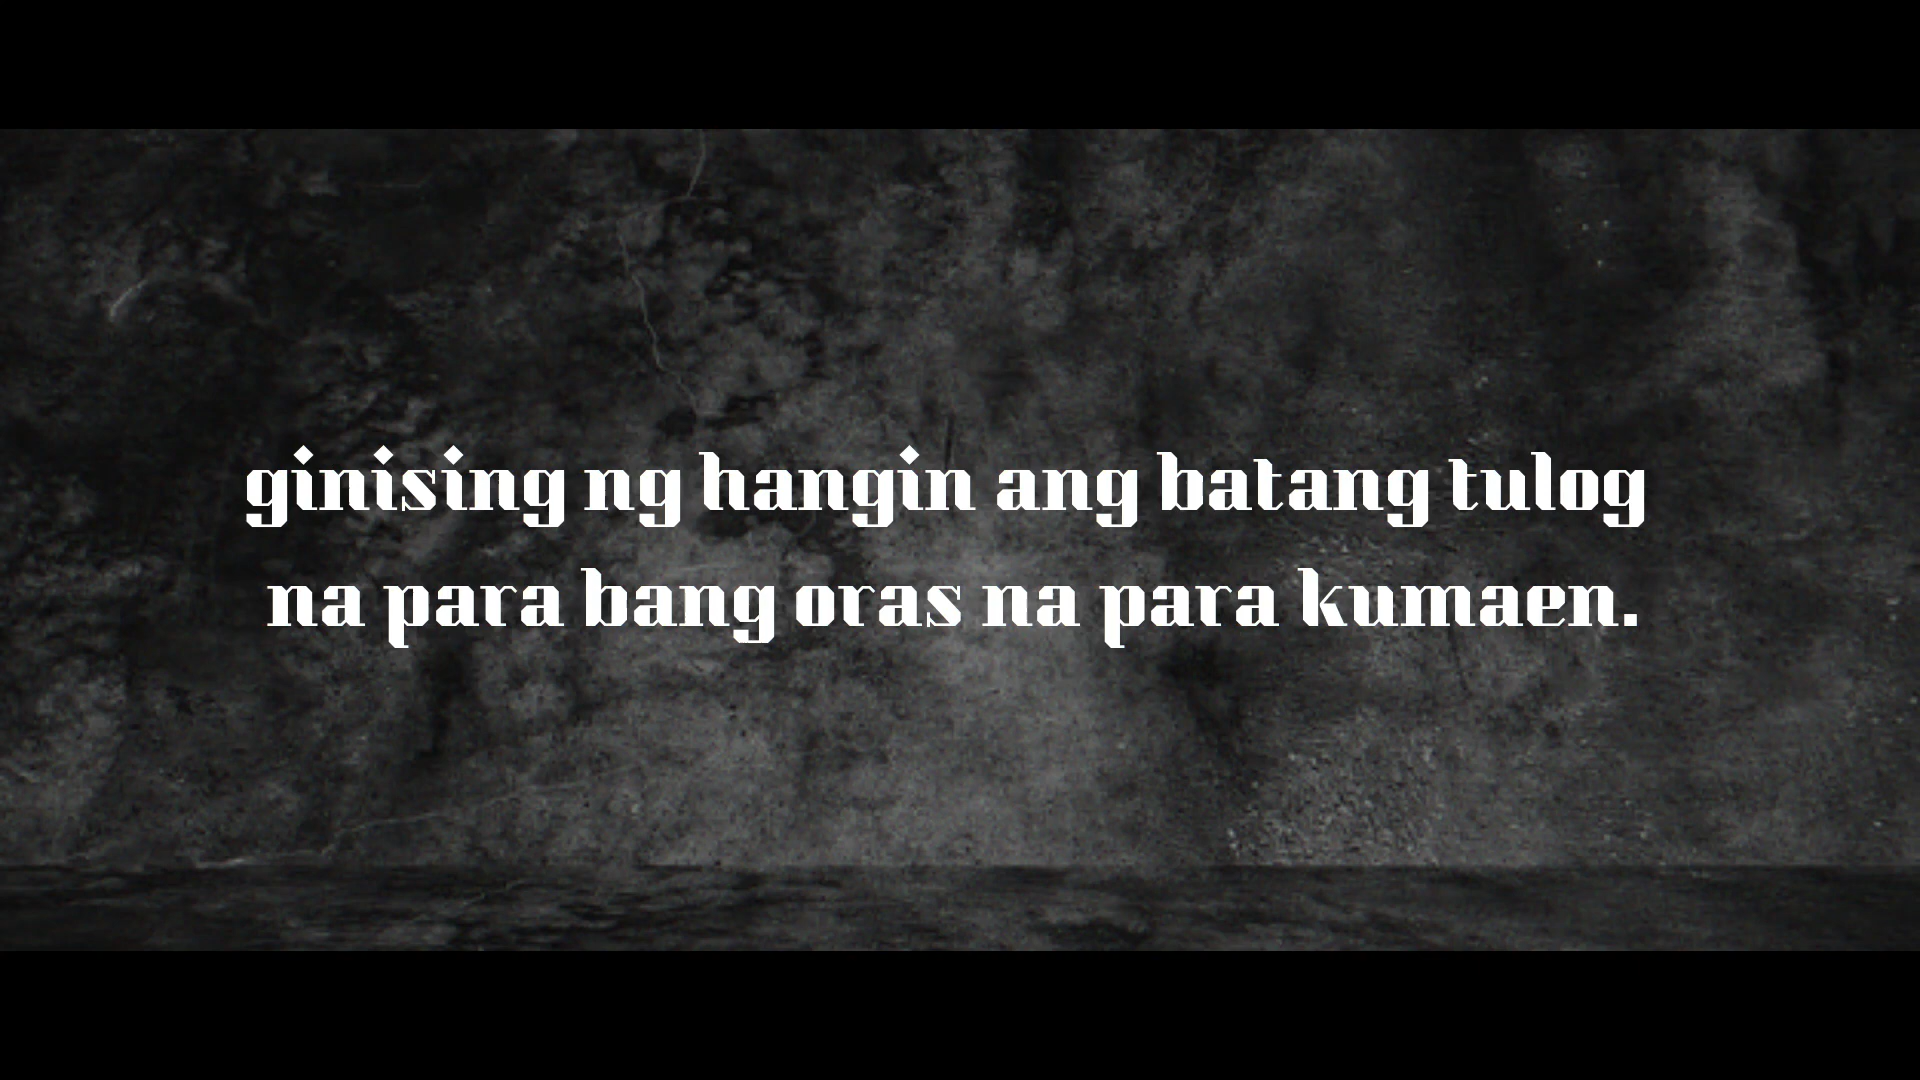 ginising ng hangin ang batang tulog
na para bang oras na para kumaen.